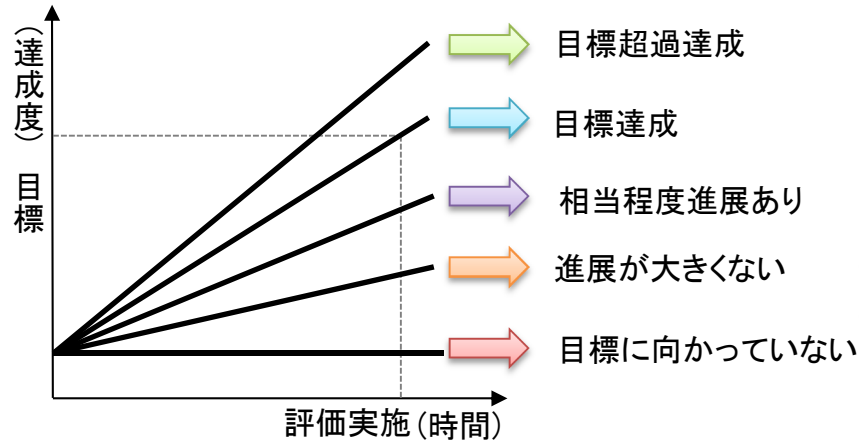 (達成度) 目標
目標超過達成
目標達成
相当程度進展あり
進展が大きくない
目標に向かっていない
評価実施(時間)